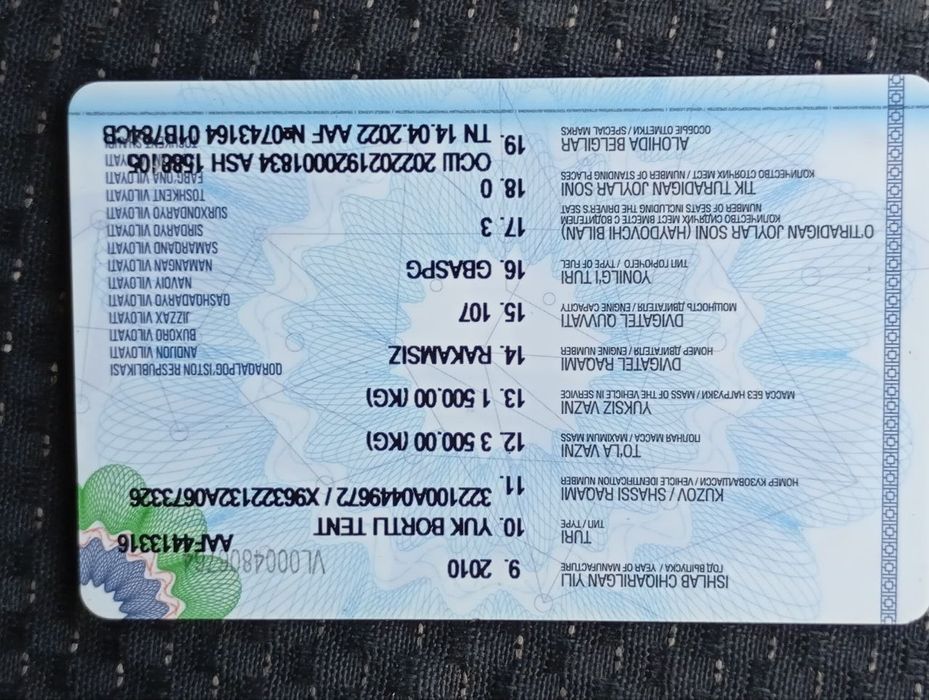 ISHLAB CHIQARILGAN YILI
ГОД ВЫПУСКА / YEAR OF MANUFACTURE
9. 2010
VL00048067
AAF4413316
TURI
ТИП / TYPE
10. YUK BORTLI TENT
KUZOV / SHASSI RAQAMI
НОМЕР КУЗОВА/ШАССИ / VEHICLE IDENTIFICATION NUMBER
11. 322100A0449672 / X96322132A0673326
TO'LA VAZNI
ПОЛНАЯ МАССА / MAXIMUM MASS
12. 3 500.00 (KG)
YUKSIZ VAZNI
МАССА БЕЗ НАГРУЗКИ / MASS OF THE VEHICLE IN SERVICE
13. 1 500.00 (KG)
DVIGATEL RAQAMI
НОМЕР ДВИГАТЕЛЯ / ENGINE NUMBER
14. RAKAMSIZ
DVIGATEL QUVVATI
МОЩНОСТЬ ДВИГАТЕЛЯ / ENGINE CAPACITY
15. 107
YONILG'I TURI
ТИП ГОРЮЧЕГО / TYPE OF FUEL
16. GBASPG
O'TIRADIGAN JOYLAR SONI (HAYDOVCHI BILAN)
КОЛИЧЕСТВО СИДЯЧИХ МЕСТ ВМЕСТЕ С ВОДИТЕЛЕМ
NUMBER OF SEATS INCLUDING THE DRIVER'S SEAT
17. 3
TIK TURADIGAN JOYLAR SONI
КОЛИЧЕСТВО СТОЯЧИХ МЕСТ / NUMBER OF STANDING PLACES
18. 0
ALOHIDA BELGILAR
ОСОБЫЕ ОТМЕТКИ / SPECIAL MARKS
19. ОСШ 2022021920001834 ASH 1588105
TN 14.04.2022 AAF №0743164 01B784CB
QORAQALPOG'ISTON RESPUBLIKASI
ANDIJON VILOYATI
BUXORO VILOYATI
JIZZAX VILOYATI
QASHQADARYO VILOYATI
NAVOIY VILOYATI
NAMANGAN VILOYATI
SAMARQAND VILOYATI
SIRDARYO VILOYATI
SURXONDARYO VILOYATI
TOSHKENT VILOYATI
FARG'ONA VILOYATI